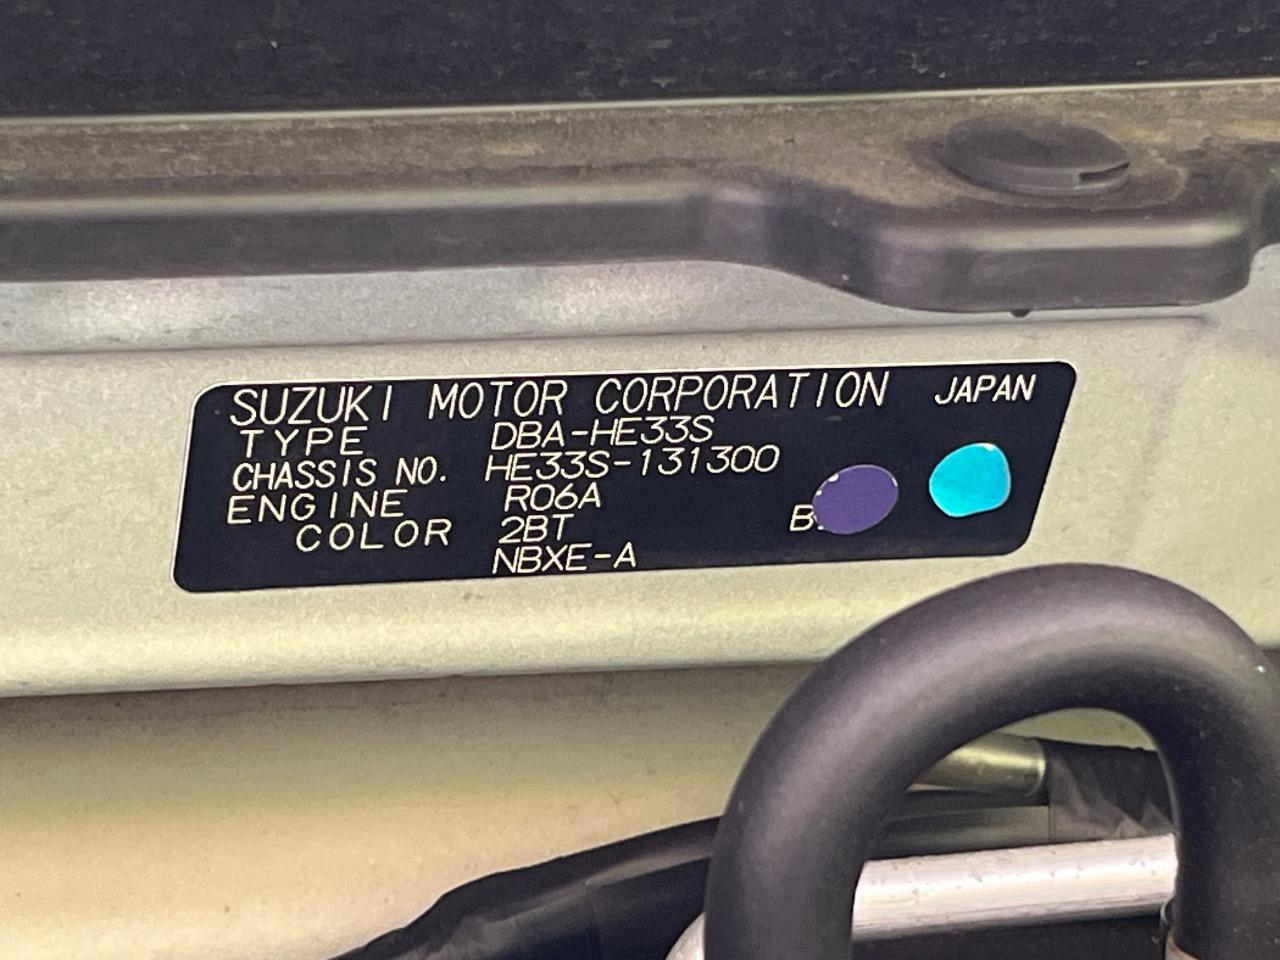 SUZUKI MOTOR CORPORATION JAPAN
TYPE DBA-HE33S
CHASSIS NO. HE33S-131300
ENGINE R06A
COLOR 2BT
NBXE-A